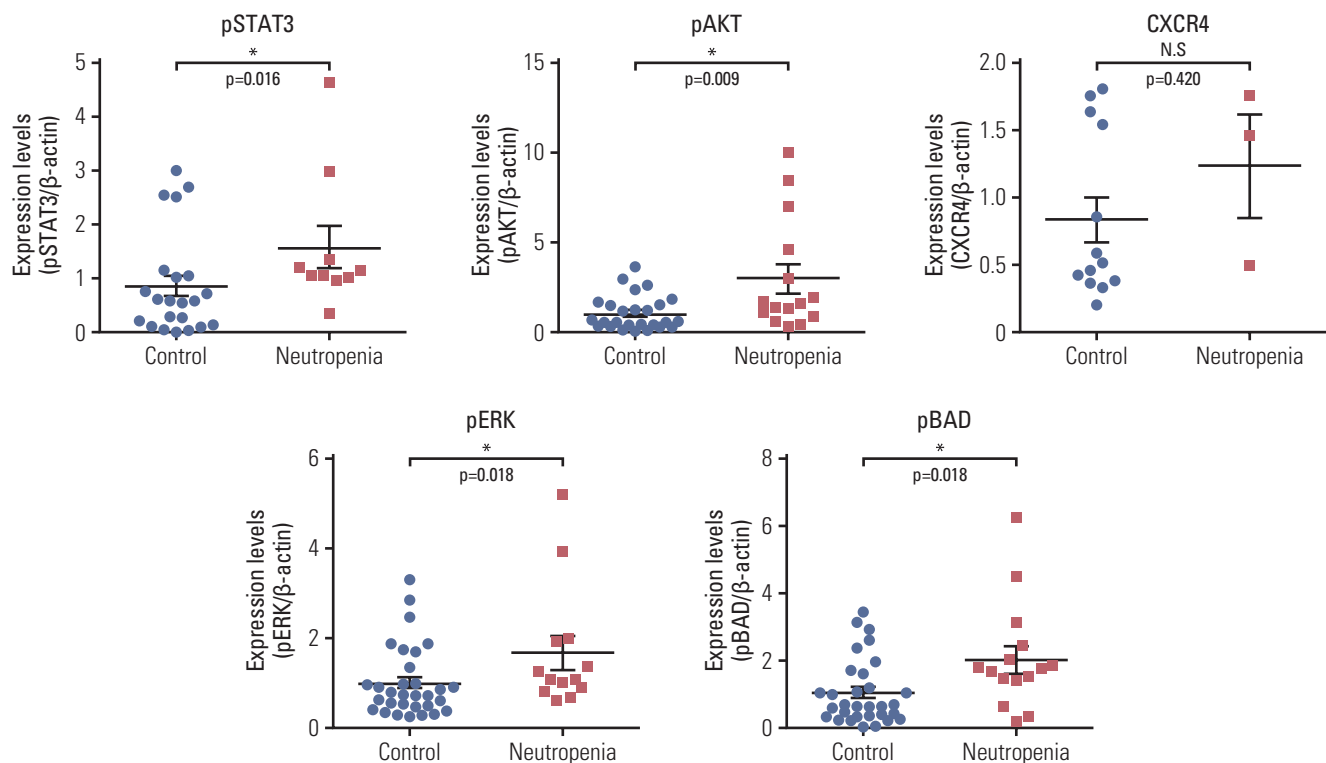 pSTAT3
*
p=0.016
Expression levels
(pSTAT3/β-actin)
5
4
3
2
1
0
Control
Neutropenia
pAKT
*
p=0.009
Expression levels
(pAKT/β-actin)
15
10
5
0
Control
Neutropenia
CXCR4
N.S
p=0.420
Expression levels
(CXCR4/β-actin)
2.0
1.5
1.0
0.5
0
Control
Neutropenia
pERK
*
p=0.018
Expression levels
(pERK/β-actin)
6
4
2
0
Control
Neutropenia
pBAD
*
p=0.018
Expression levels
(pBAD/β-actin)
8
6
4
2
0
Control
Neutropenia